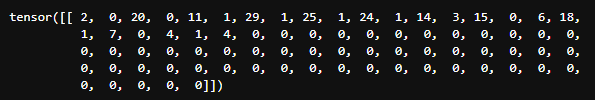 tensor([[ 2, 0, 20, 0, 11, 1, 29, 1, 25, 1, 24, 1, 14, 3, 15, 0, 6, 18,
1, 7, 0, 4, 1, 4, 0, 0, 0, 0, 0, 0, 0, 0, 0, 0, 0, 0, 0, 0,
0, 0, 0, 0, 0, 0, 0, 0, 0, 0, 0, 0, 0, 0, 0, 0, 0, 0,
0, 0, 0, 0, 0, 0, 0, 0, 0, 0, 0, 0, 0, 0, 0, 0, 0, 0,
0, 0, 0, 0, 0, 0]])